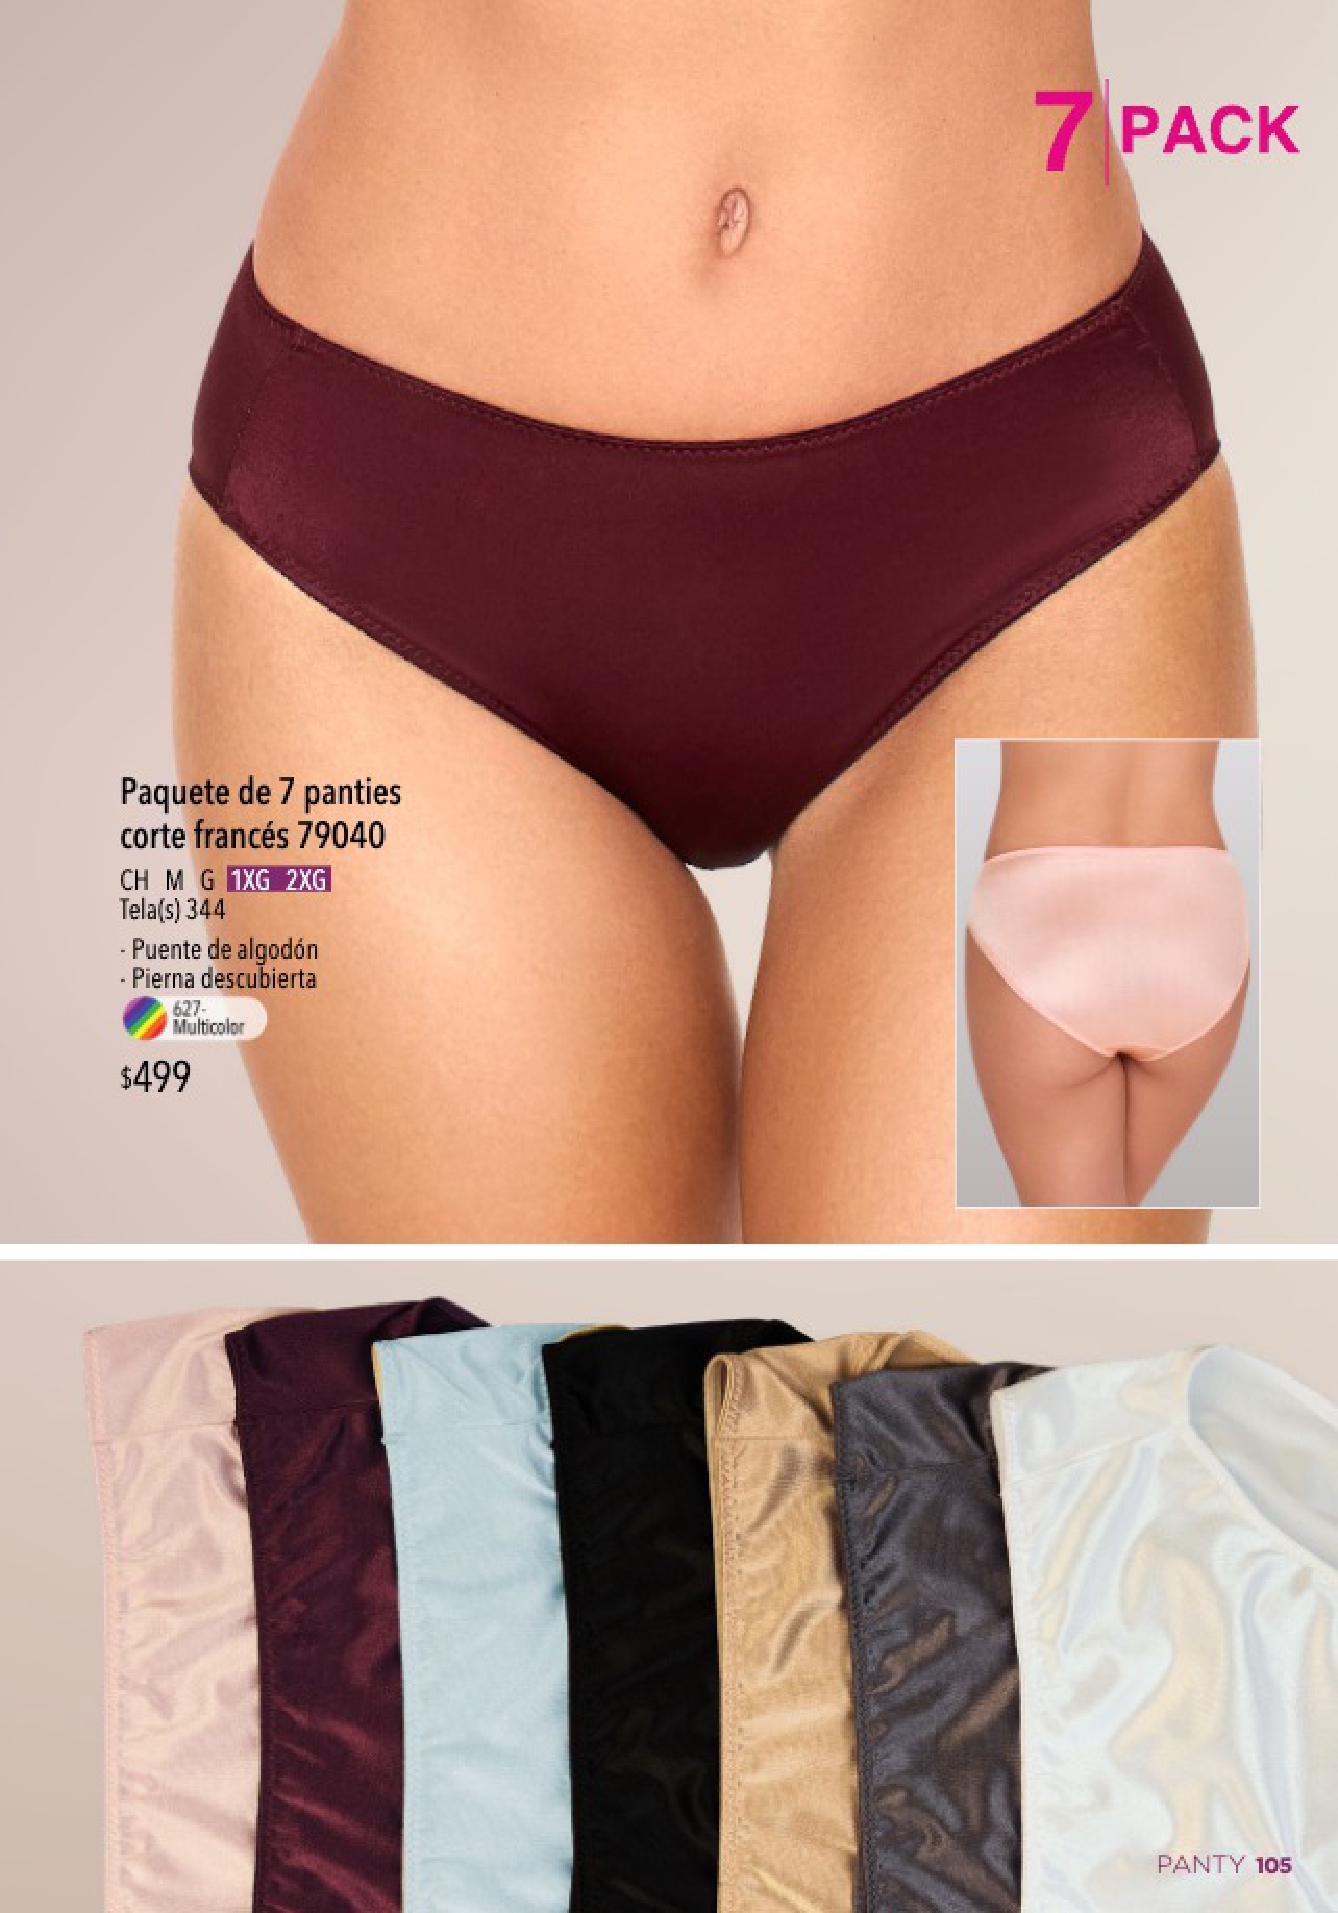 7 PACK
Paquete de 7 panties
corte francés 79040
CH M G 1XG 2XG
Tela(s) 344
· Puente de algodón
· Pierna descubierta
627-
Multicolor
$499
PANTY 105